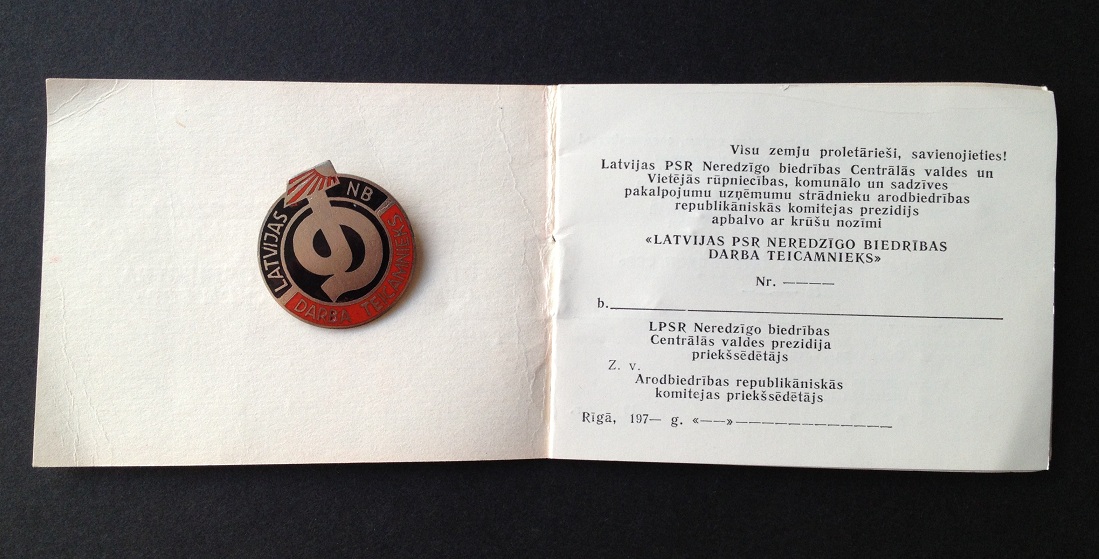 LATVIJAS NB
DARBA TEICAMNIEKS
Visu zemju proletārieši, savienojieties!
Latvijas PSR Neredzīgo biedrības Centrālās valdes un
Vietējās rūpniecības, komunālo un sadzīves
pakalpojumu uzņēmumu strādnieku arodbiedrības
republikāniskās komitejas prezidijs
apbalvo ar krūšu nozīmi
«LATVIJAS PSR NEREDZĪGO BIEDRĪBAS
DARBA TEICAMNIEKS»
Nr. ————
b.
LPSR Neredzīgo biedrības
Centrālās valdes prezidija
priekšsēdētājs
Z. v.
Arodbiedrības republikāniskās
komitejas priekšsēdētājs
Rīgā, 197— g. «——»————————————